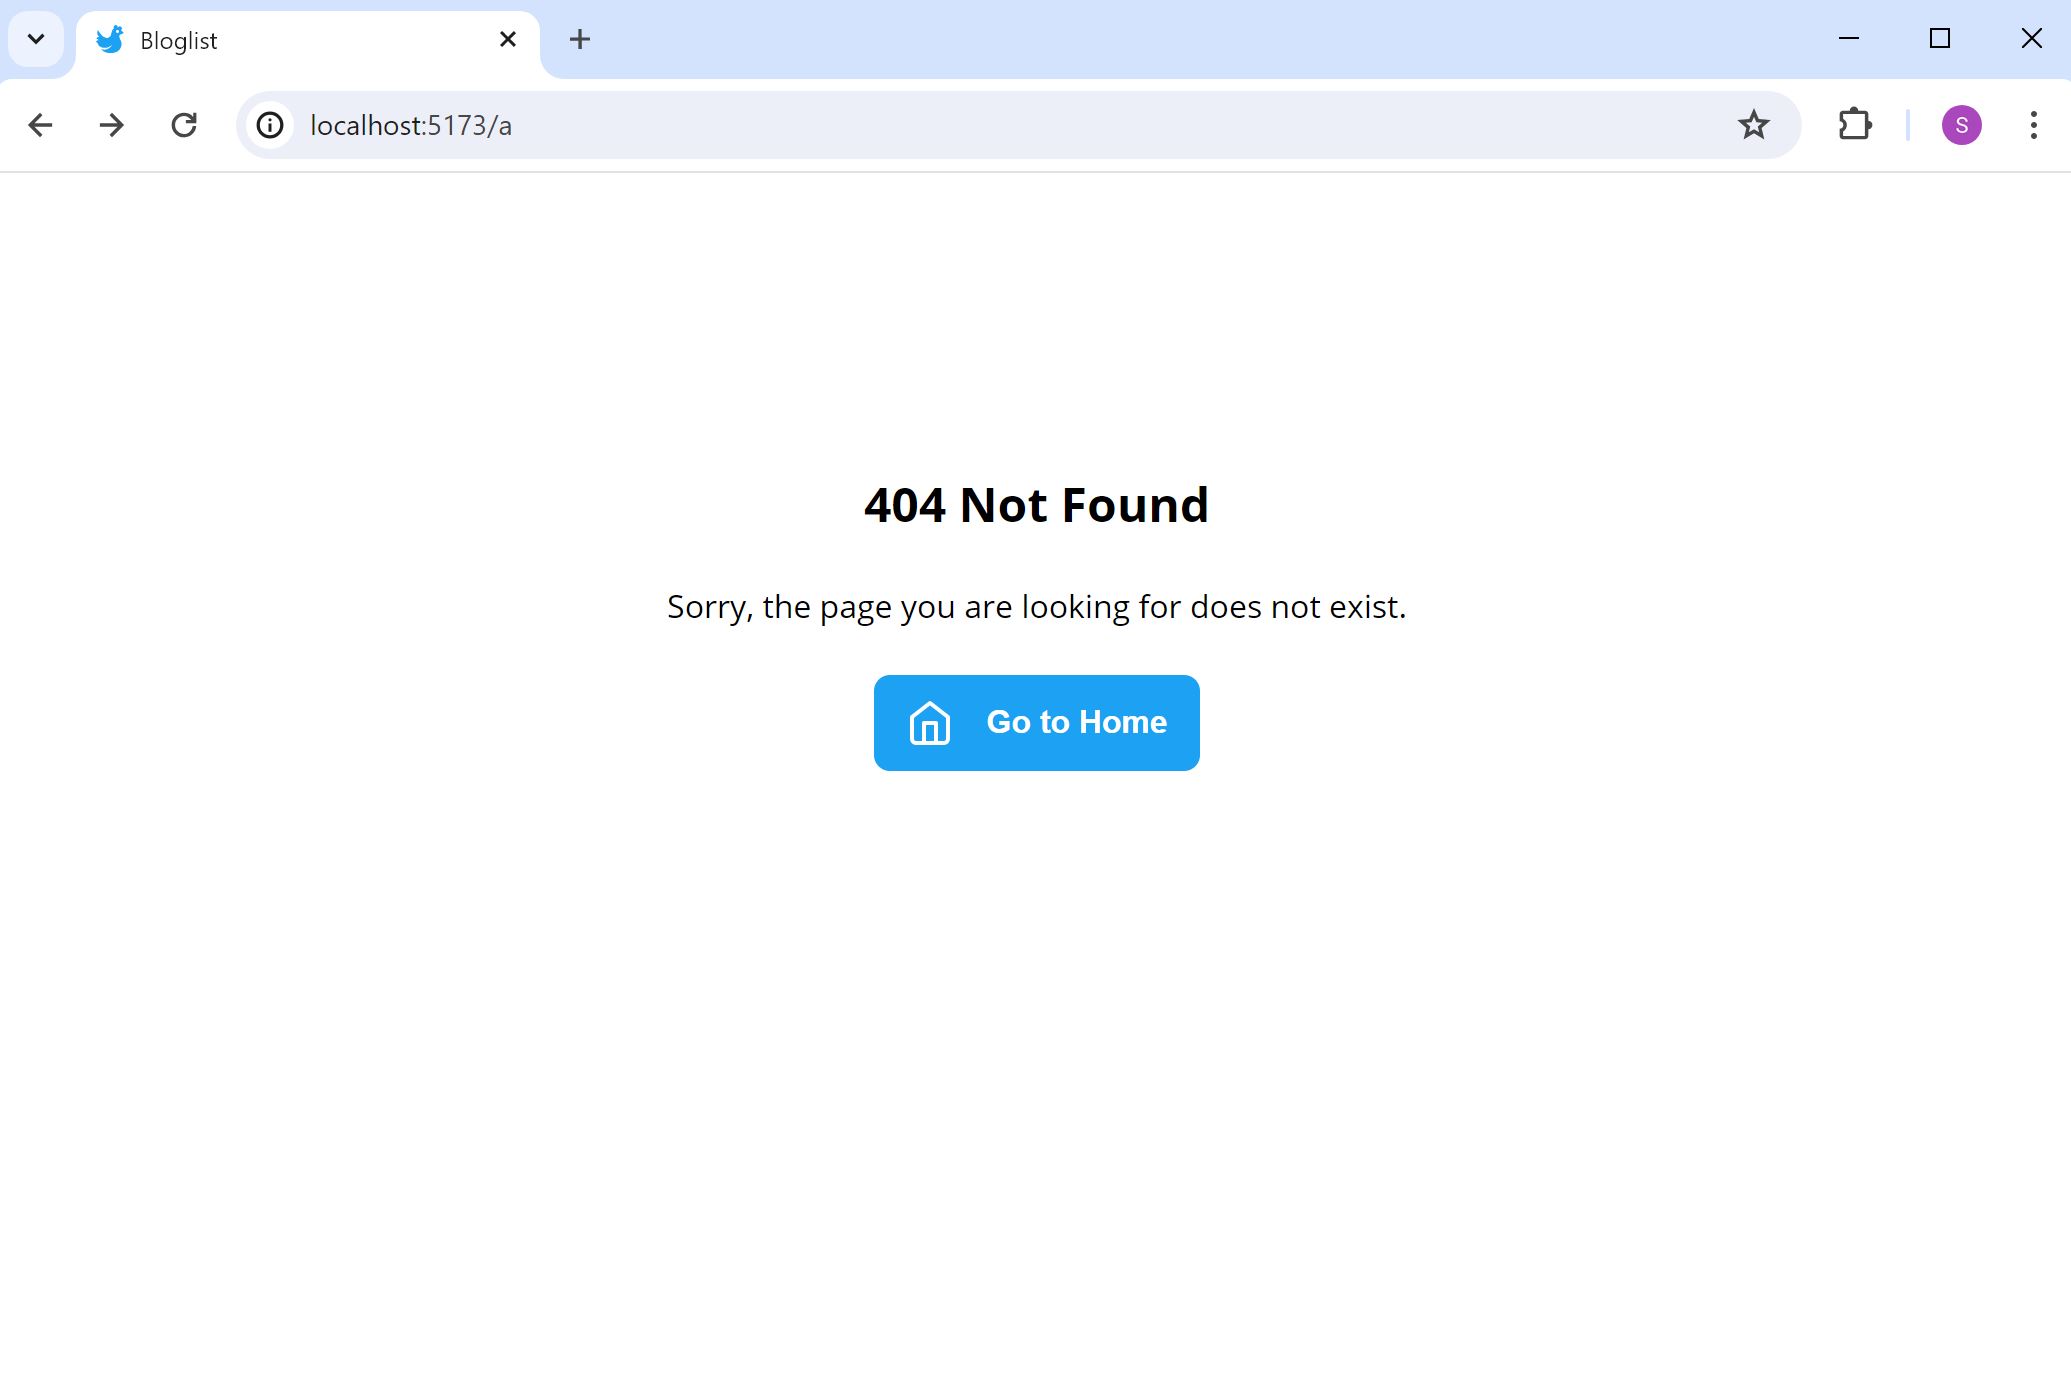 Bloglist
localhost:5173/a
S
404 Not Found
Sorry, the page you are looking for does not exist.
Go to Home